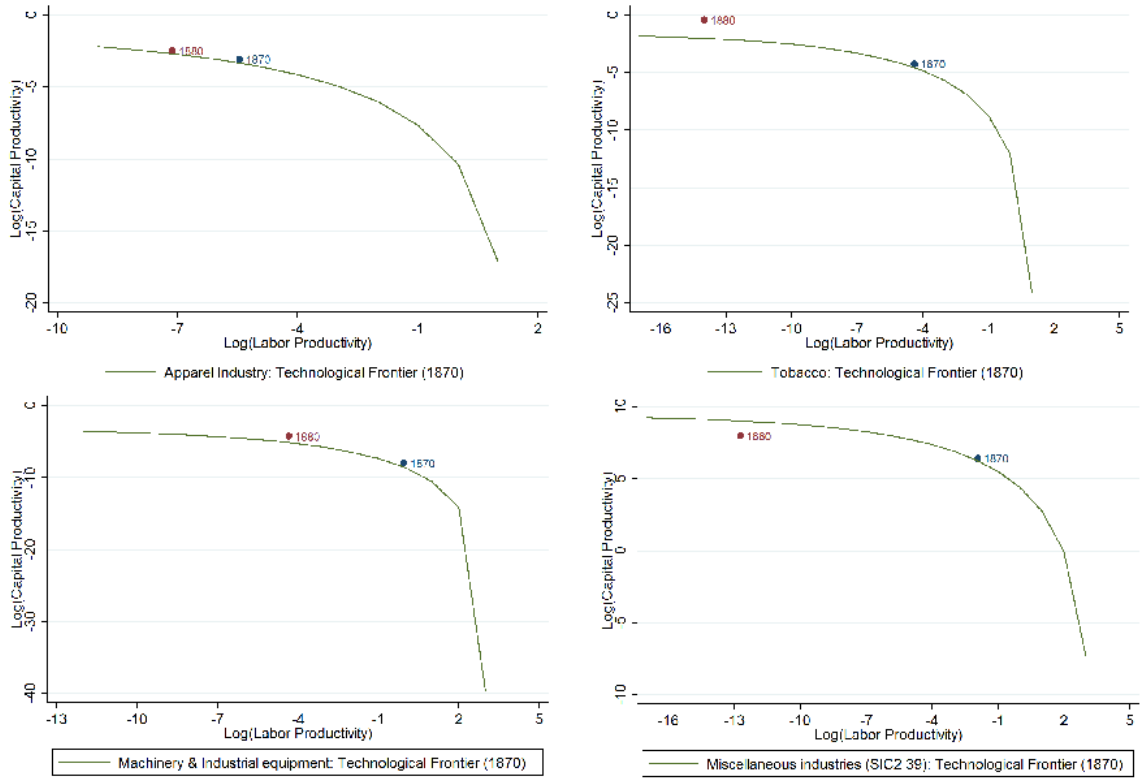 Log(Capital Productivity)
0
-5
-10
-15
-20
1880
1870
-10 -7 -4 -1 2
Log(Labor Productivity)
Apparel Industry: Technological Frontier (1870)
Log(Capital Productivity)
0
-5
-10
-15
-20
-25
1880
1870
-16 -13 -10 -7 -4 -1 2 5
Log(Labor Productivity)
Tobacco: Technological Frontier (1870)
Log(Capital Productivity)
0
-10
-20
-30
-40
1880
1870
-13 -10 -7 -4 -1 2 5
Log(Labor Productivity)
Machinery & Industrial equipment: Technological Frontier (1870)
Log(Capital Productivity)
10
5
0
5
10
1880
1870
-16 -13 -10 -7 -4 -1 2 5
Log(Labor Productivity)
Miscellaneous industries (SIC2 39): Technological Frontier (1870)